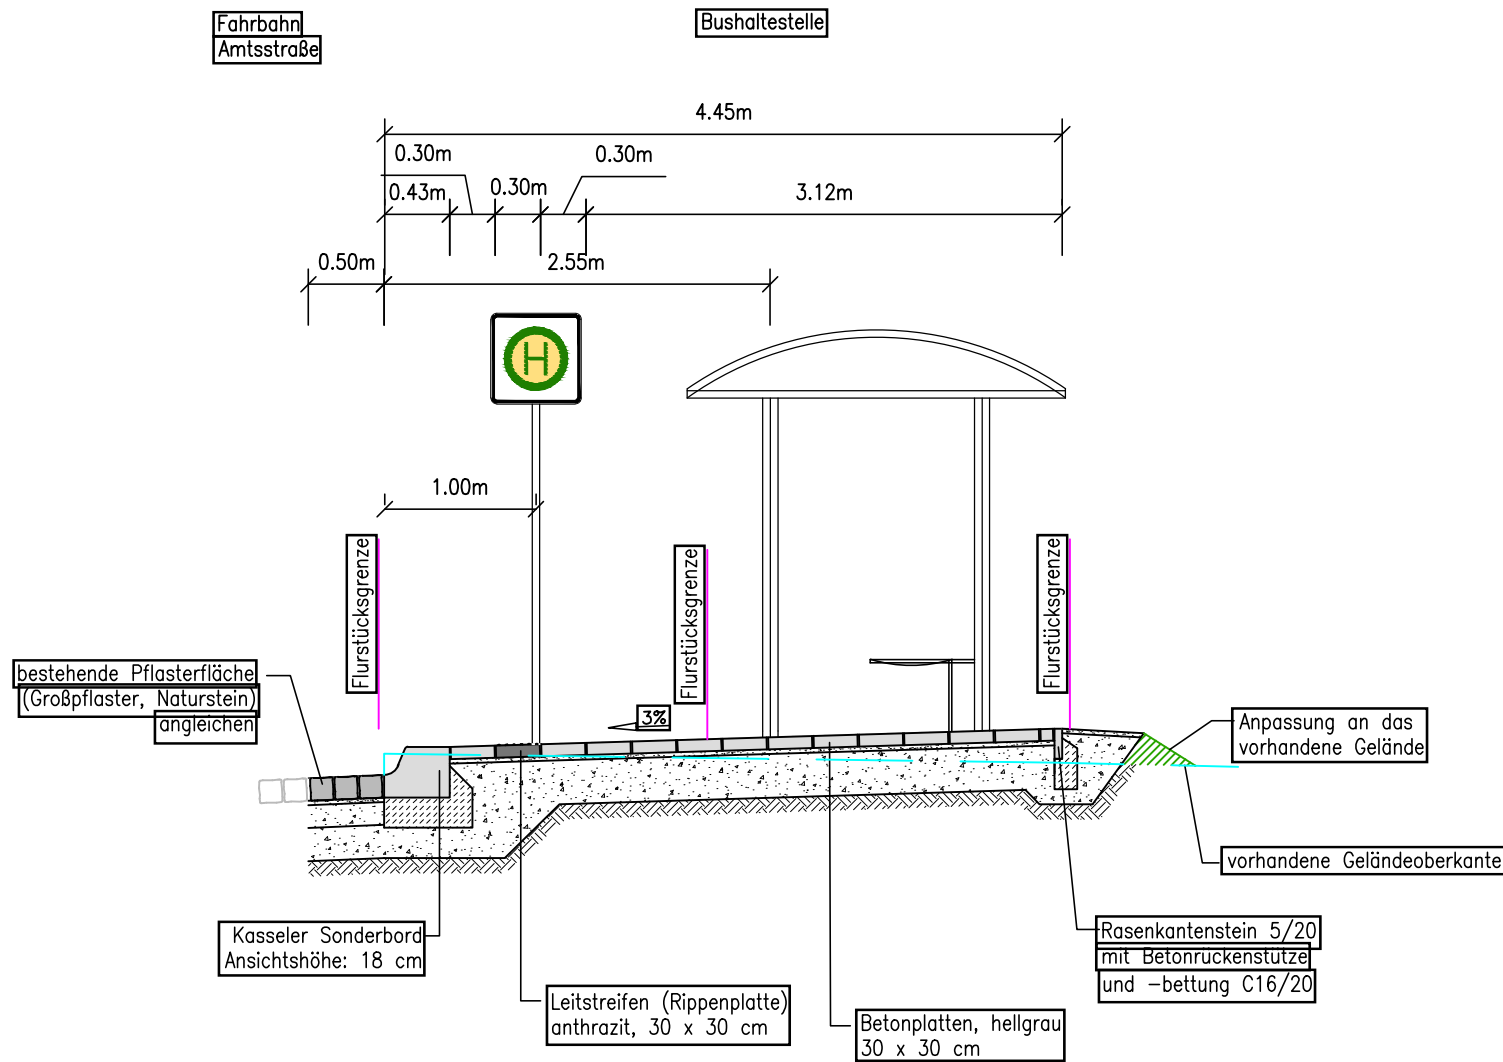 Fahrbahn
Amtsstraße
Bushaltestelle
4.45m
0.30m
0.30m
0.43m
0.30m
3.12m
0.50m
2.55m
H
1.00m
Flurstücksgrenze
Flurstücksgrenze
Flurstücksgrenze
bestehende Pflasterfläche
(Großpflaster, Naturstein)
angleichen
3%
Anpassung an das
vorhandene Gelände
vorhandene Geländeoberkante
Kasseler Sonderbord
Ansichtshöhe: 18 cm
Rasenkantenstein 5/20
mit Betonrückenstütze
und -bettung C16/20
Leitstreifen (Rippenplatte)
anthrazit, 30 x 30 cm
Betonplatten, hellgrau
30 x 30 cm